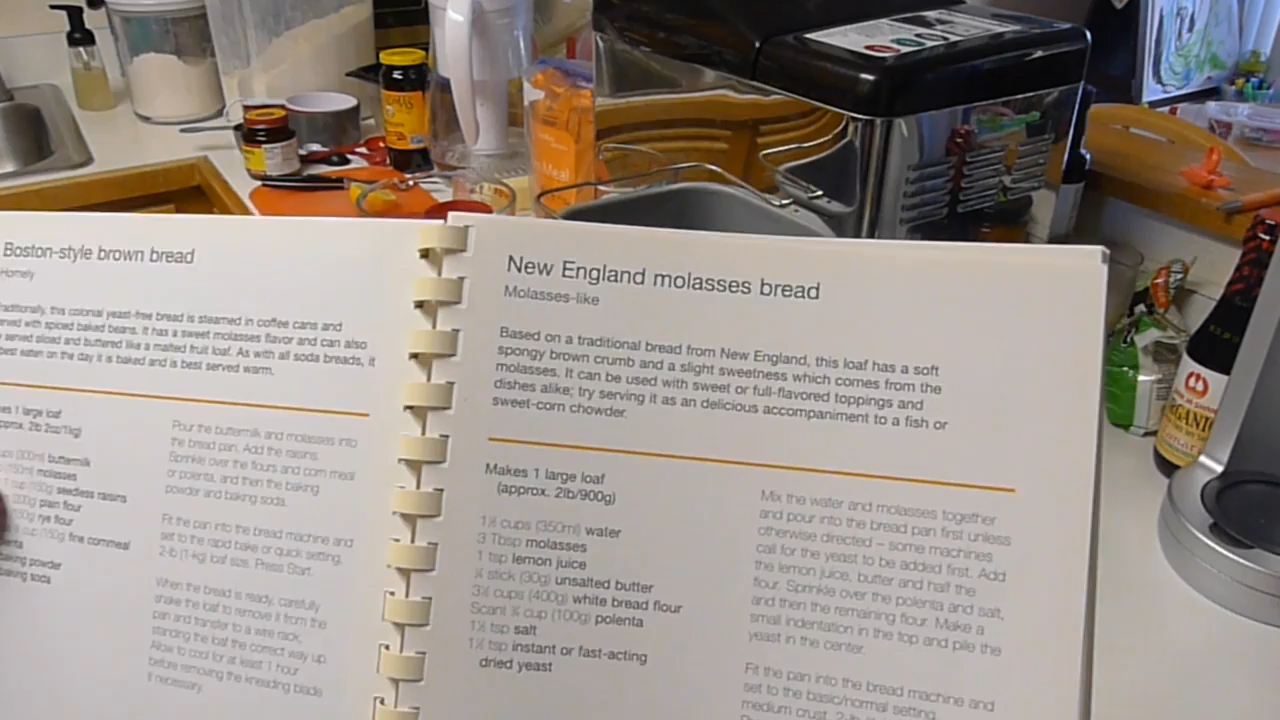 Boston-style brown bread
Homely
this colonial yeast-free bread is steamed in coffee cans and
with spiced baked beans. It has a sweet molasses flavor and can also
served sliced and buttered like a malted fruit loaf. As with all soda breads, it
best eaten on the day it is baked and is best served warm.
1 large loaf
(approx. 2lb 2oz/1kg)
(300ml) buttermilk
(150ml) molasses
seedless raisins
plain flour
rye flour
cup (150g) fine cornmeal
baking powder
baking soda
Pour the buttermilk and molasses into
the bread pan. Add the raisins.
Sprinkle over the flours and corn meal
or polenta, and then the baking
powder and baking soda.
Fit the pan into the bread machine and
set to the rapid bake or quick setting,
2-lb (1-kg) loaf size. Press Start.
When the bread is ready, carefully
shake the loaf to remove it from the
pan and transfer to a wire rack,
standing the loaf the correct way up.
Allow to cool for at least 1 hour
before removing the kneading blade
if necessary.
New England molasses bread
Molasses-like
Based on a traditional bread from New England, this loaf has a soft
spongy brown crumb and a slight sweetness which comes from the
molasses. It can be used with sweet or full-flavored toppings and
dishes alike; try serving it as an delicious accompaniment to a fish or
sweet-corn chowder.
Makes 1 large loaf
(approx. 2lb/900g)
cups (350ml) water
3 Tbsp molasses
1 tsp lemon juice
¼ stick (30g) unsalted butter
cups (400g) white bread flour
Scant ¾ cup (100g) polenta
1½ tsp salt
1½ tsp instant or fast-acting
dried yeast
Mix the water and molasses together
and pour into the bread pan first unless
otherwise directed – some machines
call for the yeast to be added first. Add
the lemon juice, butter and half the
flour. Sprinkle over the polenta and salt,
and then the remaining flour. Make a
small indentation in the top and pile the
yeast in the center.
Fit the pan into the bread machine and
set to the basic/normal setting,
medium crust,
Meal
ORGANIC